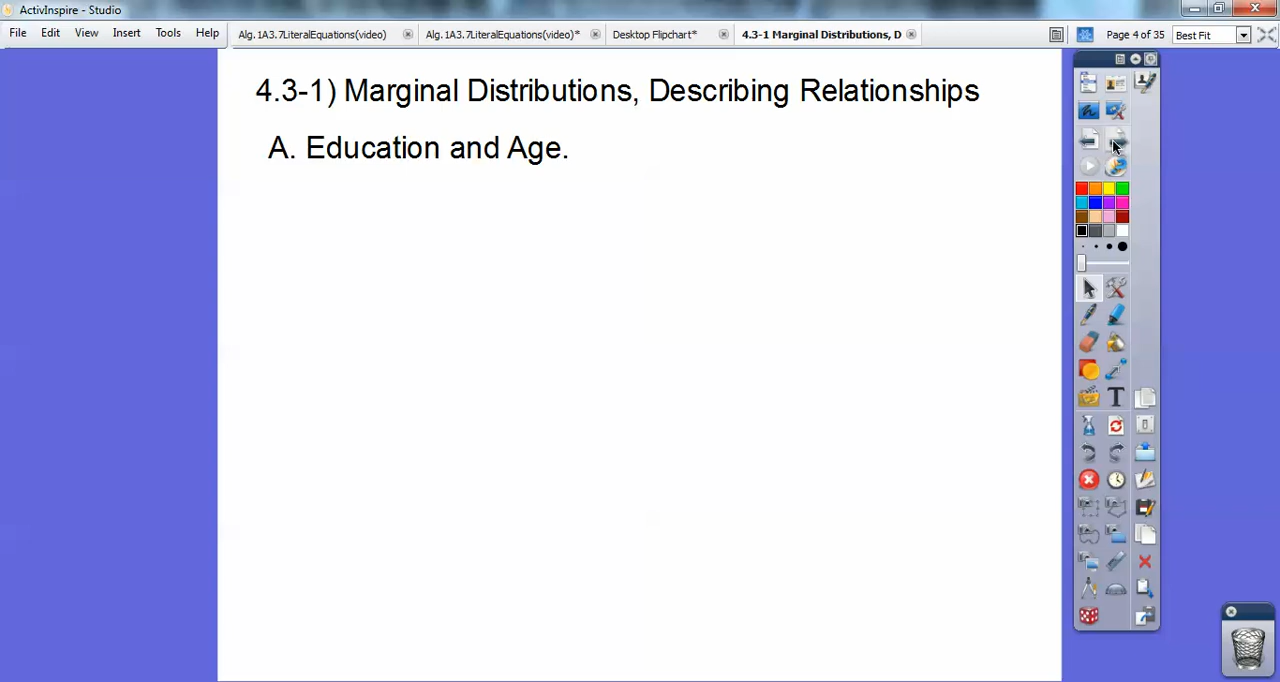 ActivInspire - Studio
File Edit View Insert Tools Help
Alg.1A3.7LiteralEquations(video) Alg.1A3.7LiteralEquations(video)* Desktop Flipchart* 4.3-1 Marginal Distributions, D Page 4 of 35 Best Fit
4.3-1) Marginal Distributions, Describing Relationships
A. Education and Age.
T